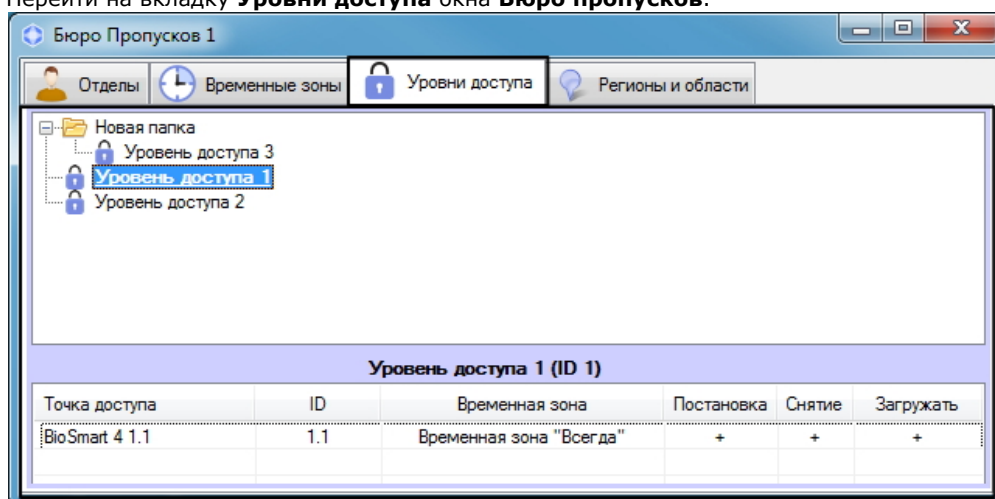 Перейти на вкладку Уровни доступа окна Бюро пропусков.
Бюро Пропусков 1
Отделы Временные зоны Уровни доступа Регионы и области
Новая папка
Уровень доступа 3
Уровень доступа 1
Уровень доступа 2
Уровень доступа 1 (ID 1)
Точка доступа ID Временная зона Постановка Снятие Загружать
BioSmart 4 1.1 1.1 Временная зона "Всегда" + + +